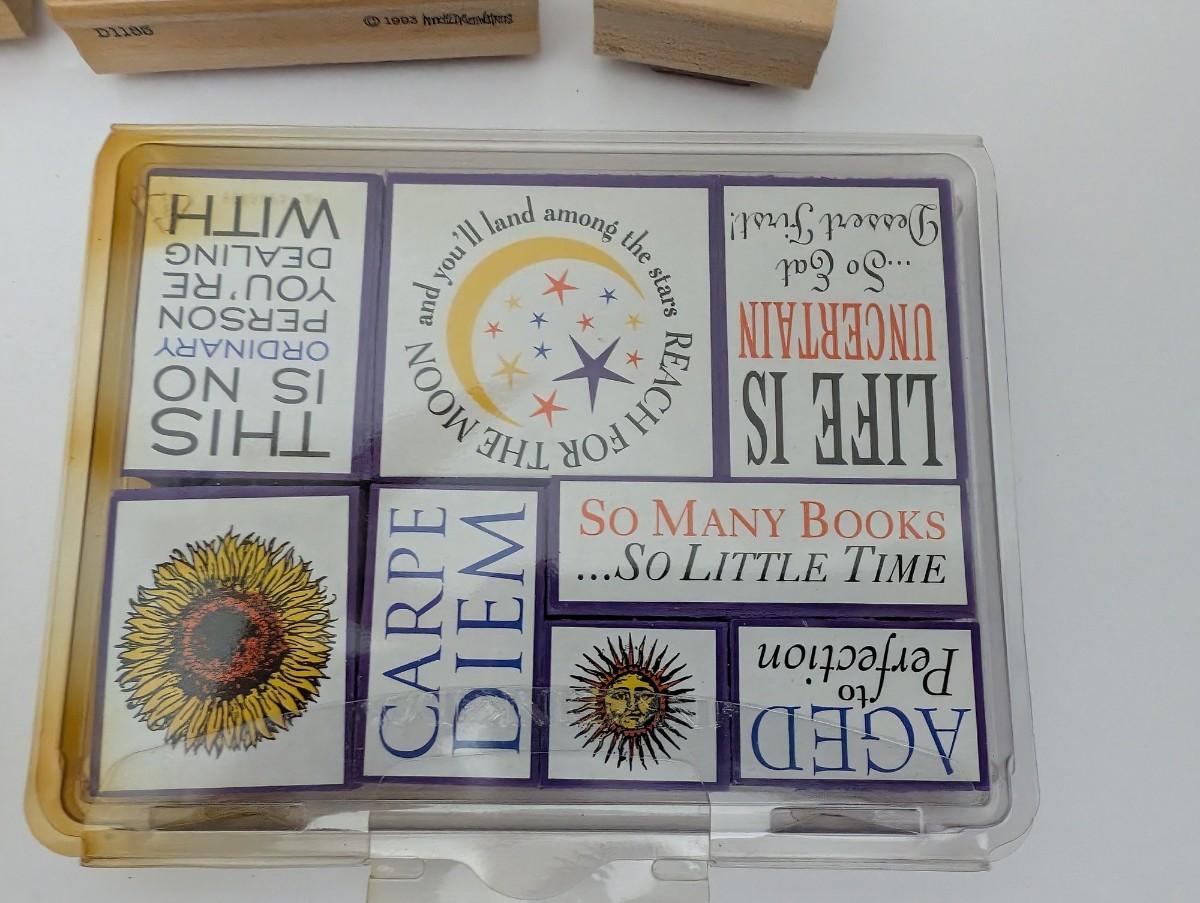 D1186
© 1993
THIS
IS NO
ORDINARY
PERSON
YOU'RE
DEALING
WITH
REACH FOR THE MOON and you'll land among the stars
LIFE IS
UNCERTAIN
...So Eat
Dessert First!
CARPE
DIEM
SO MANY BOOKS
...SO LITTLE TIME
AGED
to
Perfection